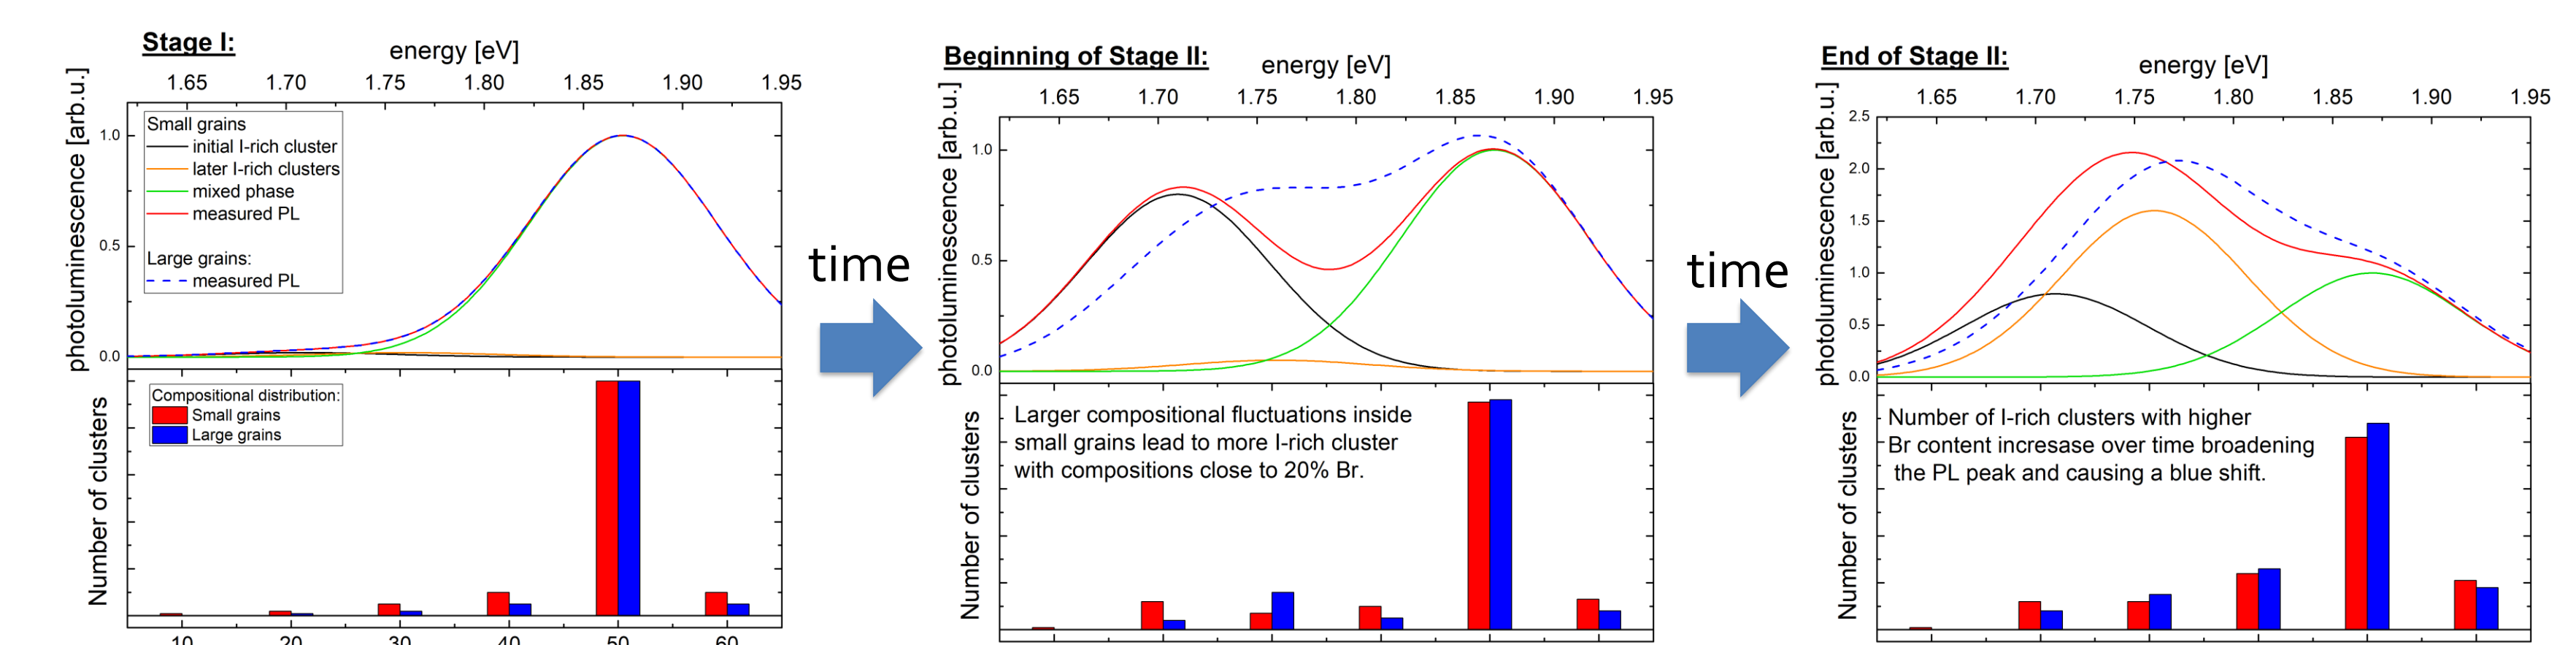 Stage I:
energy [eV]
1.65 1.70 1.75 1.80 1.85 1.90 1.95
photoluminescence [arb.u.]
1.0
0.5
0.0
Small grains
initial I-rich cluster
later I-rich clusters
mixed phase
measured PL
Large grains:
measured PL
Number of clusters
Compositional distribution:
Small grains
Large grains
10 20 30 40 50 60
time
Beginning of Stage II:
energy [eV]
1.65 1.70 1.75 1.80 1.85 1.90 1.95
photoluminescence [arb.u.]
1.0
0.5
0.0
Number of clusters
Larger compositional fluctuations inside
small grains lead to more I-rich cluster
with compositions close to 20% Br.
time
End of Stage II:
energy [eV]
1.65 1.70 1.75 1.80 1.85 1.90 1.95
photoluminescence [arb.u.]
2.5
2.0
1.5
1.0
0.5
0.0
Number of clusters
Number of I-rich clusters with higher
Br content incresase over time broadening
the PL peak and causing a blue shift.